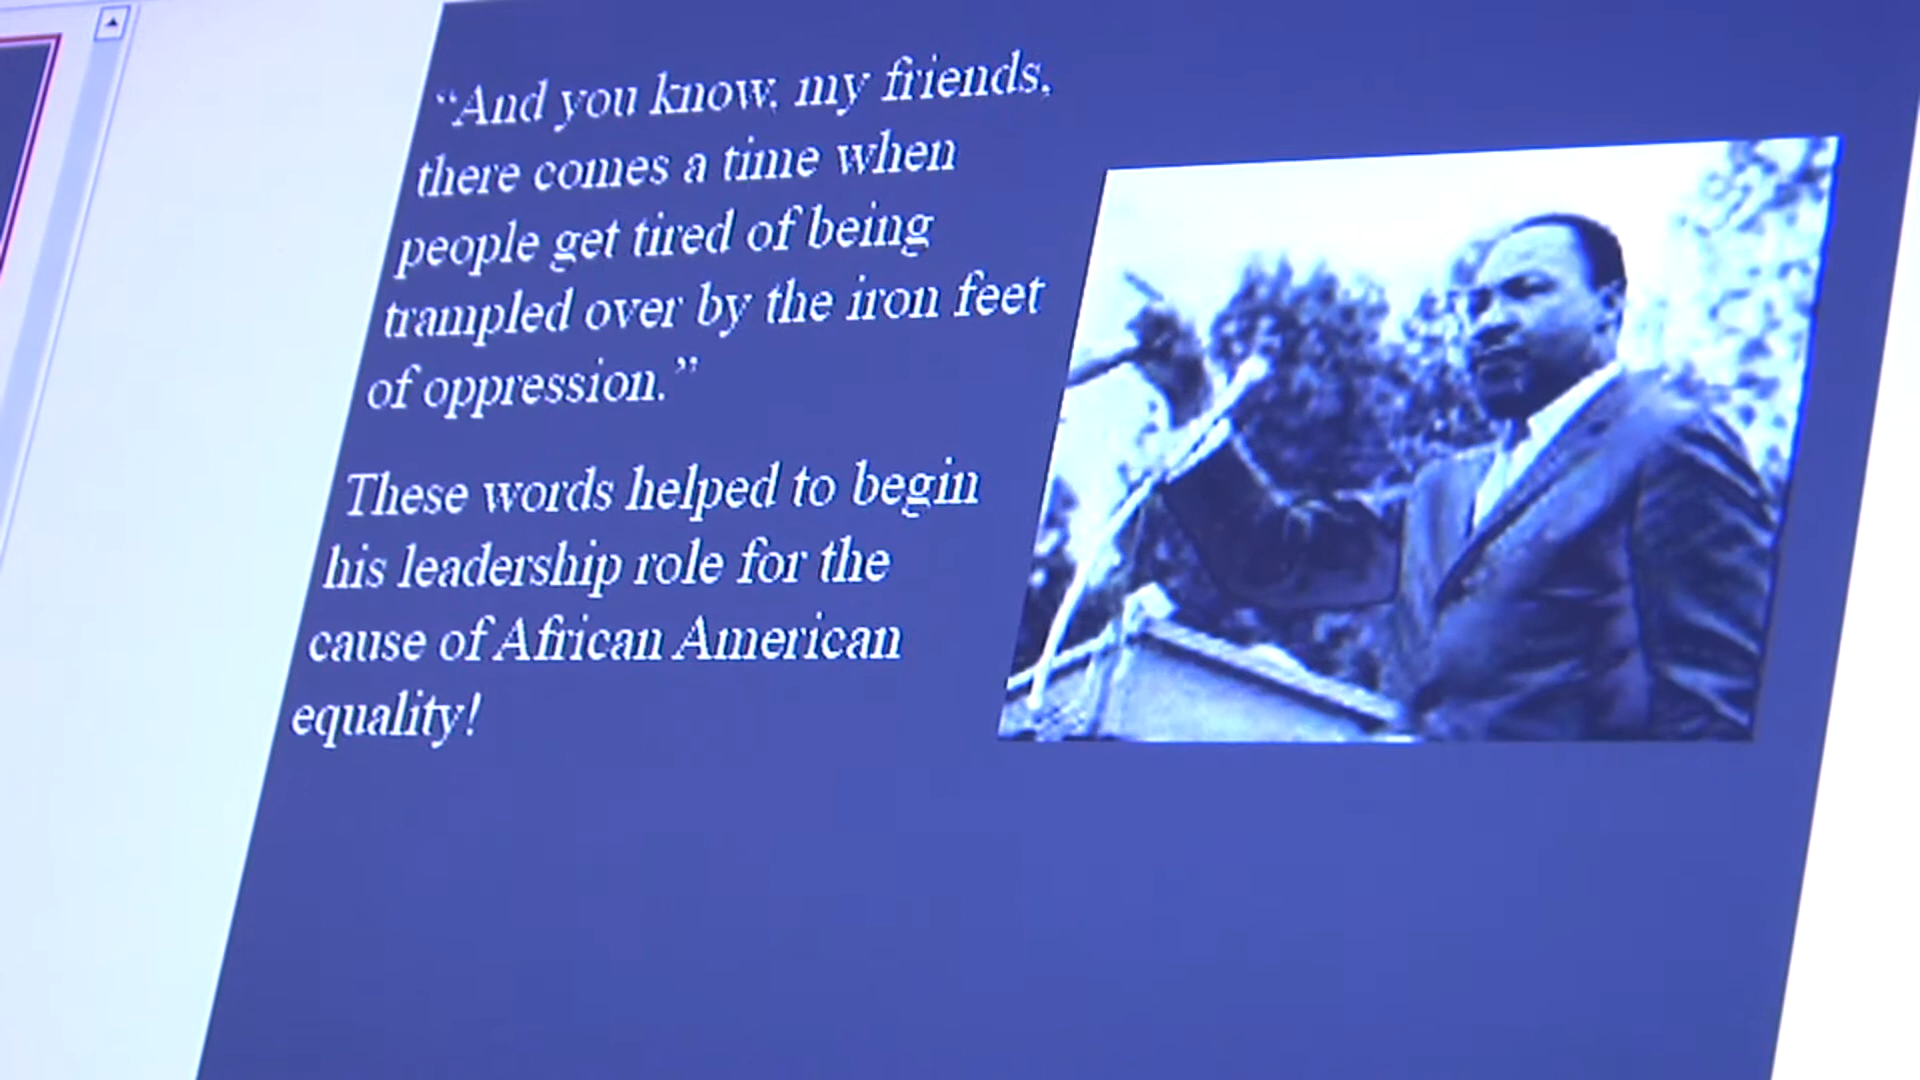 “And you know, my friends,
there comes a time when
people get tired of being
trampled over by the iron feet
of oppression.”
These words helped to begin
his leadership role for the
cause of African American
equality!